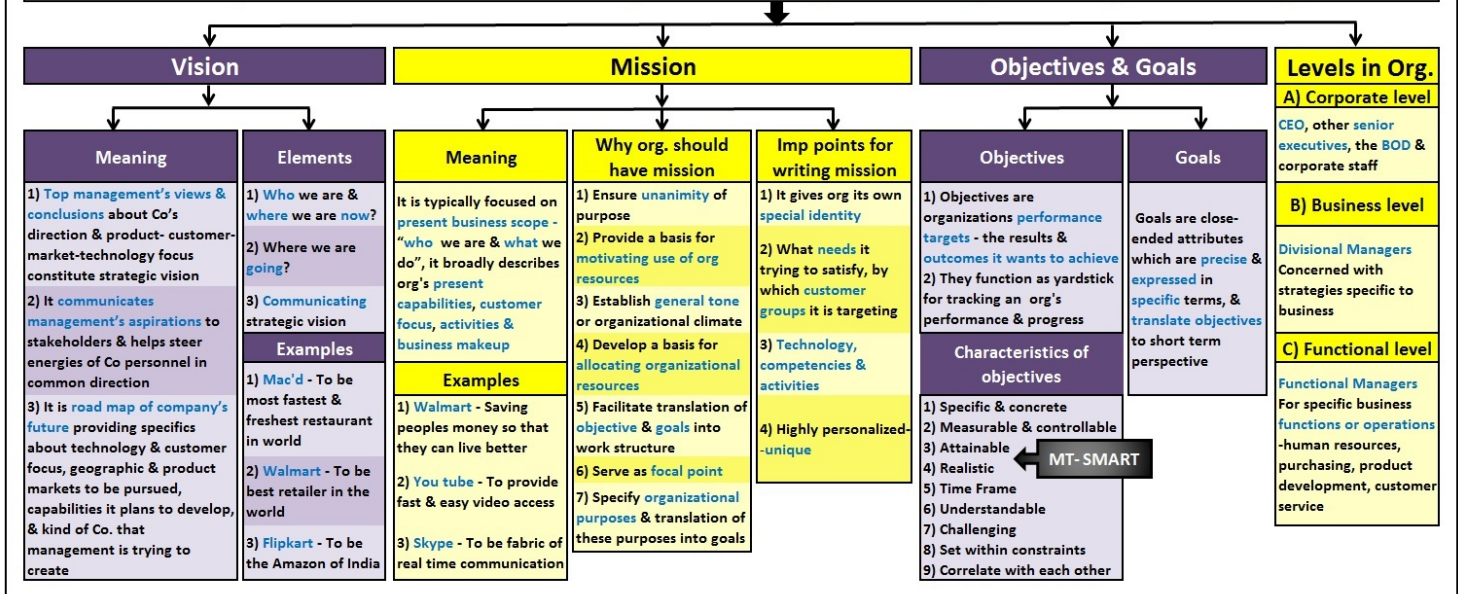 Vision
Meaning
1) Top management's views &
conclusions about Co's
direction & product- customer-
market-technology focus
constitute strategic vision
2) It communicates
management's aspirations to
stakeholders & helps steer
energies of Co personnel in
common direction
3) It is road map of company's
future providing specifics
about technology & customer
focus, geographic & product
markets to be pursued,
capabilities it plans to develop,
& kind of Co. that
management is trying to
create
Elements
1) Who we are &
where we are now?
2) Where we are
going?
3) Communicating
strategic vision
Examples
1) Mac'd - To be
most fastest &
freshest restaurant
in world
2) Walmart - To be
best retailer in the
world
3) Flipkart - To be
the Amazon of India
Mission
Meaning
It is typically focused on
present business scope -
“who we are & what we
do”, it broadly describes
org's present
capabilities, customer
focus, activities &
business makeup
Examples
1) Walmart - Saving
peoples money so that
they can live better
2) You tube - To provide
fast & easy video access
3) Skype - To be fabric of
real time communication
Why org. should
have mission
1) Ensure unanimity of
purpose
2) Provide a basis for
motivating use of org
resources
3) Establish general tone
or organizational climate
4) Develop a basis for
allocating organizational
resources
5) Facilitate translation of
objective & goals into
work structure
6) Serve as focal point
7) Specify organizational
purposes & translation of
these purposes into goals
Imp points for
writing mission
1) It gives org its own
special identity
2) What needs it
trying to satisfy, by
which customer
groups it is targeting
3) Technology,
competencies &
activities
4) Highly personalized-
-unique
Objectives & Goals
Objectives
1) Objectives are
organizations performance
targets - the results &
outcomes it wants to achieve
2) They function as yardstick
for tracking an org's
performance & progress
Characteristics of
objectives
1) Specific & concrete
2) Measurable & controllable
3) Attainable
4) Realistic
5) Time Frame
6) Understandable
7) Challenging
8) Set within constraints
9) Correlate with each other
MT- SMART
Goals
Goals are close-
ended attributes
which are precise &
expressed in
specific terms, &
translate objectives
to short term
perspective
Levels in Org.
A) Corporate level
CEO, other senior
executives, the BOD &
corporate staff
B) Business level
Divisional Managers
Concerned with
strategies specific to
business
C) Functional level
Functional Managers
For specific business
functions or operations
-human resources,
purchasing, product
development, customer
service